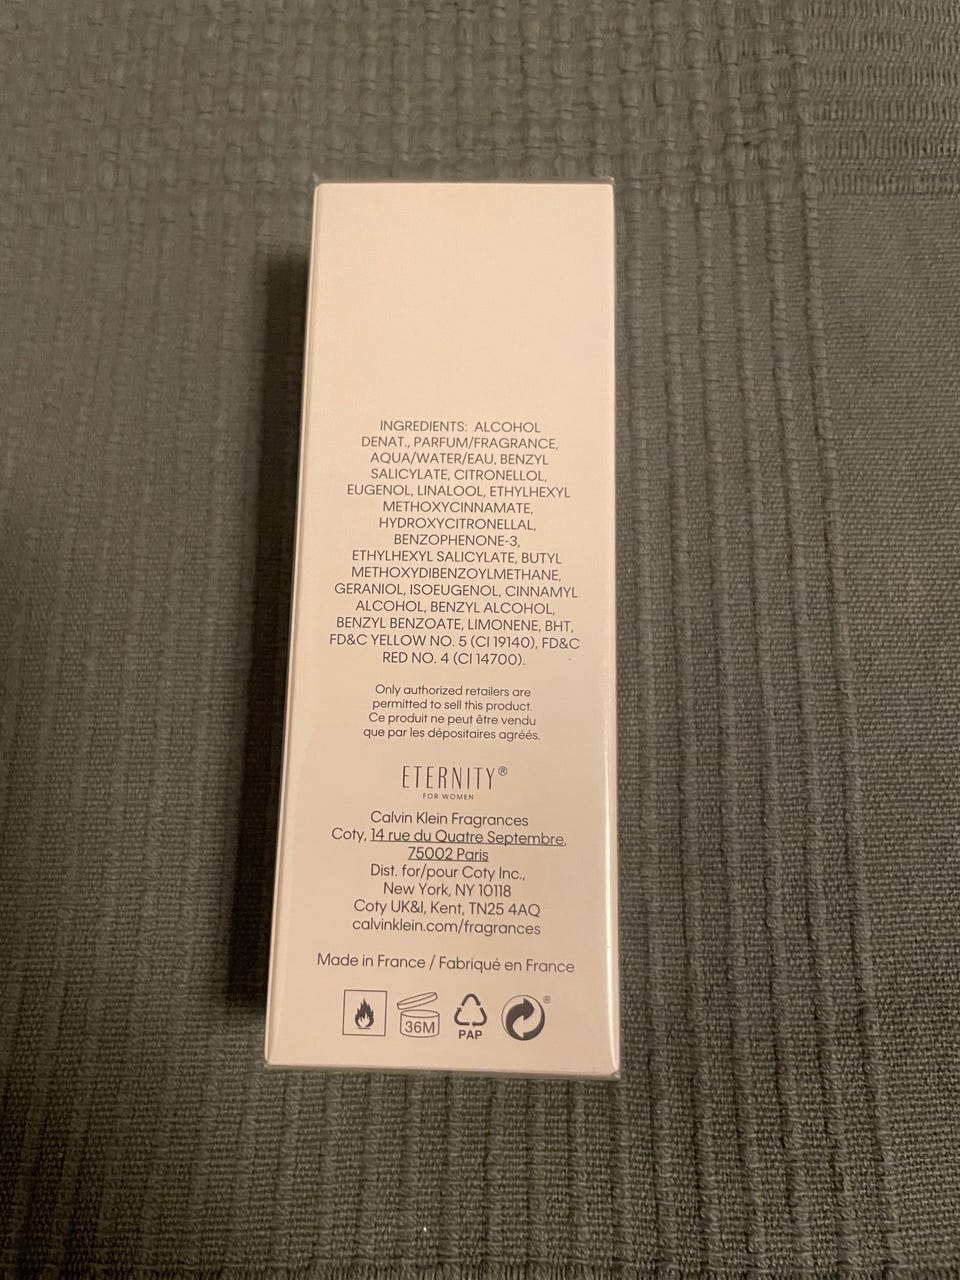 INGREDIENTS: ALCOHOL
DENAT., PARFUM/FRAGRANCE,
AQUA/WATER/EAU, BENZYL
SALICYLATE, CITRONELLOL,
EUGENOL, LINALOOL, ETHYLHEXYL
METHOXYCINNAMATE,
HYDROXYCITRONELLAL,
BENZOPHENONE-3,
ETHYLHEXYL SALICYLATE, BUTYL
METHOXYDIBENZOYLMETHANE,
GERANIOL, ISOEUGENOL, CINNAMYL
ALCOHOL, BENZYL ALCOHOL,
BENZYL BENZOATE, LIMONENE, BHT,
FD&C YELLOW NO. 5 (CI 19140), FD&C
RED NO. 4 (CI 14700).
Only authorized retailers are
permitted to sell this product.
Ce produit ne peut être vendu
que par les dépositaires agréés.
ETERNITY®
FOR WOMEN
Calvin Klein Fragrances
Coty, 14 rue du Quatre Septembre,
75002 Paris
Dist. for/pour Coty Inc.,
New York, NY 10118
Coty UK&I, Kent, TN25 4AQ
calvinklein.com/fragrances
Made in France / Fabriqué en France
36M PAP ®